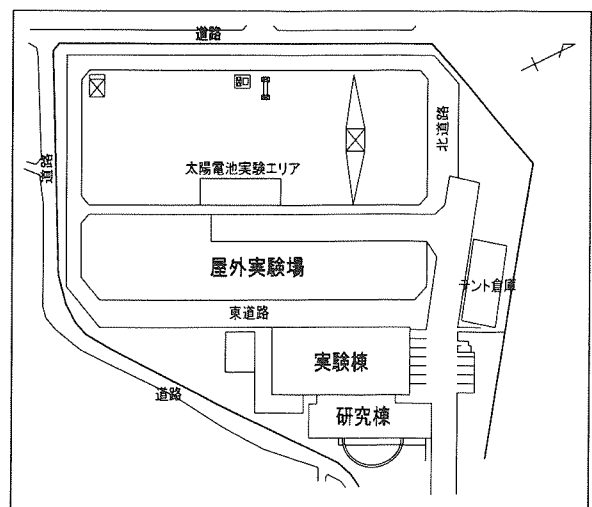 道路
北道路
道路
太陽電池実験エリア
屋外実験場
テント倉庫
東道路
実験棟
道路
研究棟